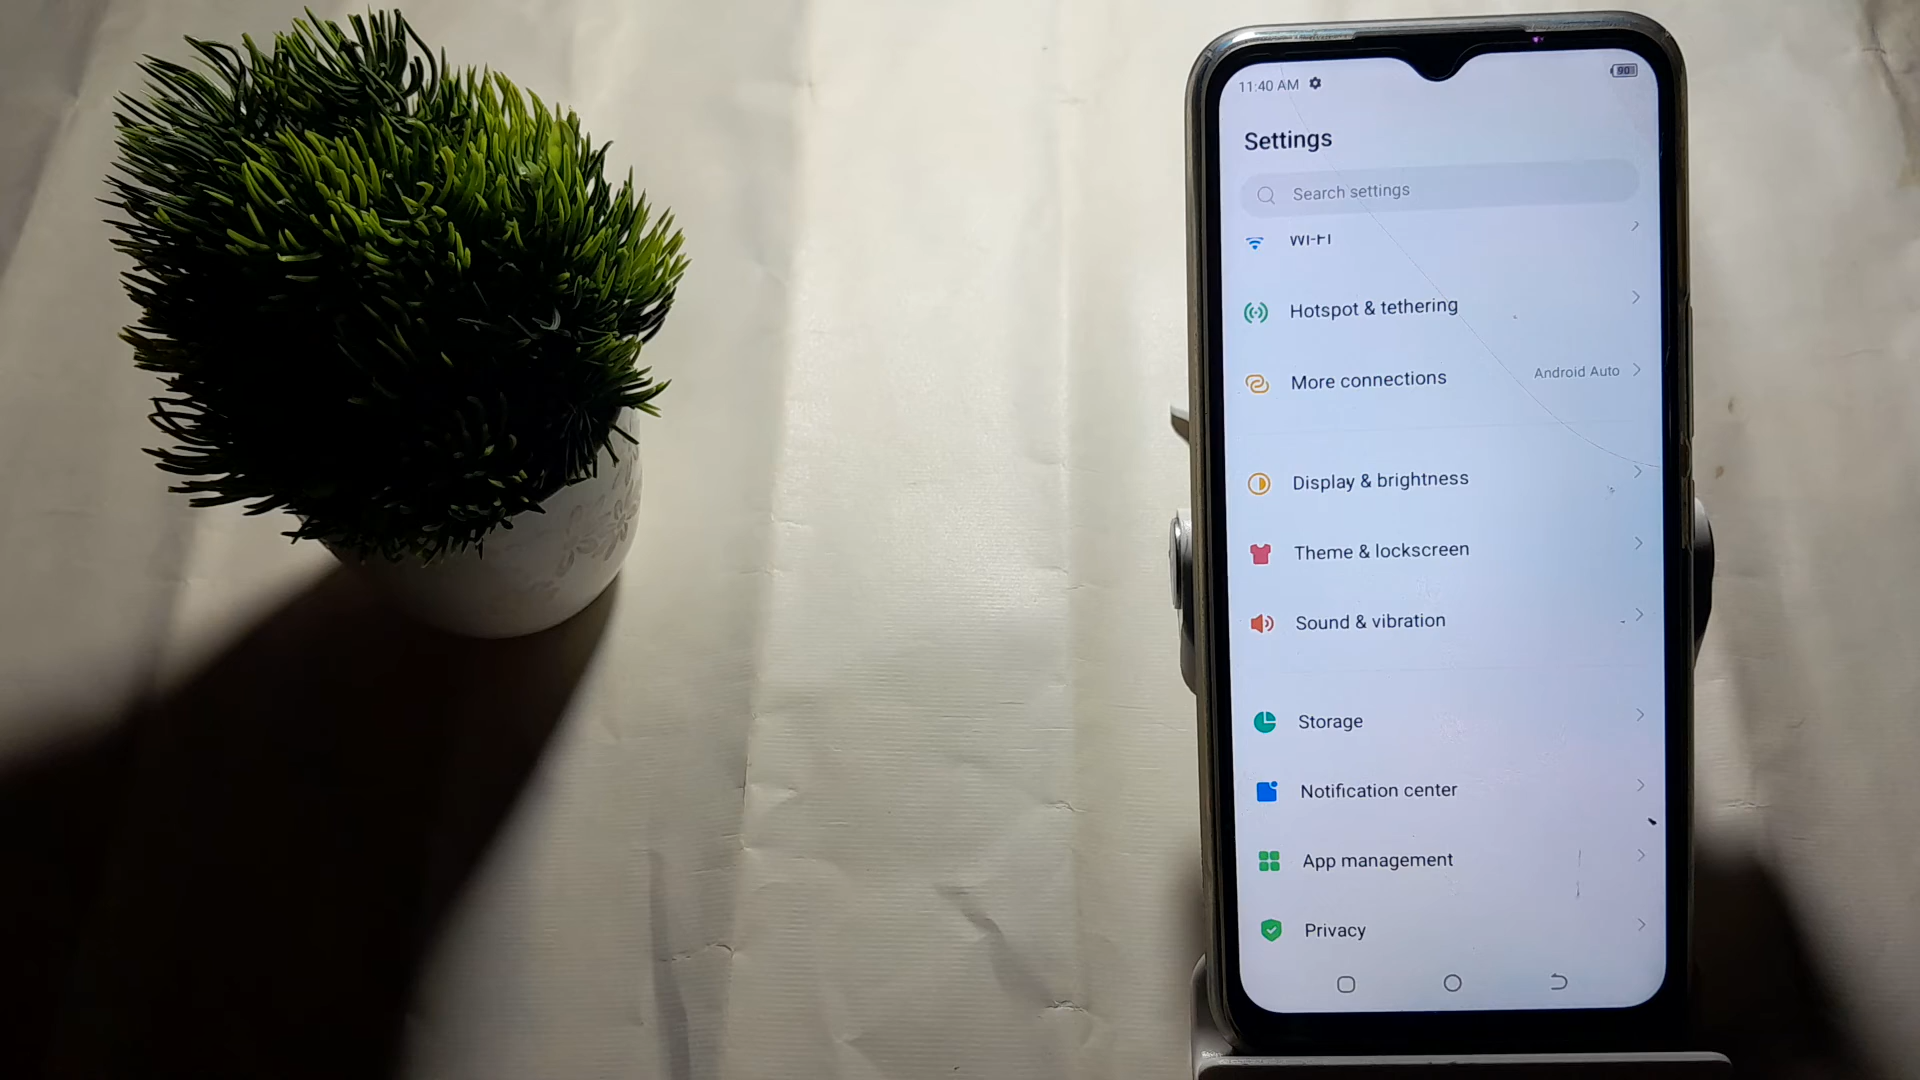 11:40 AM
90
Settings
Search settings
Wi-Fi
Hotspot & tethering
More connections
Android Auto
Display & brightness
Theme & lockscreen
Sound & vibration
Storage
Notification center
App management
Privacy